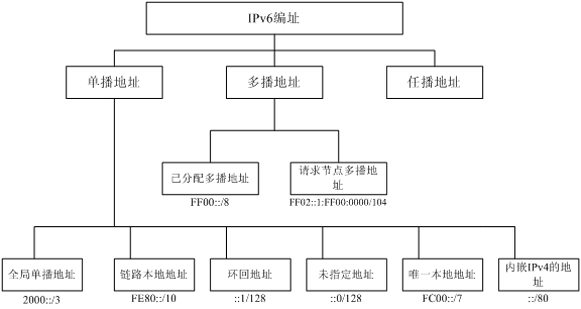 IPv6编址
单播地址
多播地址
任播地址
已分配多播地址
请求节点多播地
址
FF00::/8
FF02::1:FF00:0000/104
全局单播地址
链路本地地址
环回地址
未指定地址
唯一本地地址
内嵌IPv4的地
址
2000::/3
FE80::/10
::1/128
::0/128
FC00::/7
::/80